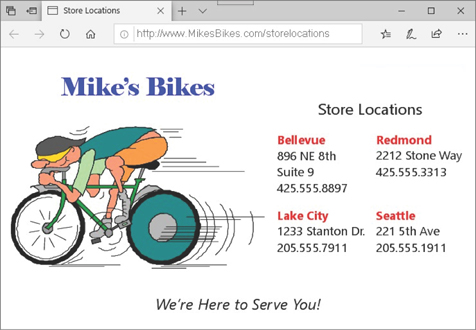 Store Locations
http://www.MikesBikes.com/storelocations
Mike's Bikes
Store Locations
Bellevue
896 NE 8th
Suite 9
425.555.8897
Redmond
2212 Stone Way
425.555.3313
Lake City
1233 Stanton Dr.
205.555.7911
Seattle
221 5th Ave
205.555.1911
We're Here to Serve You!